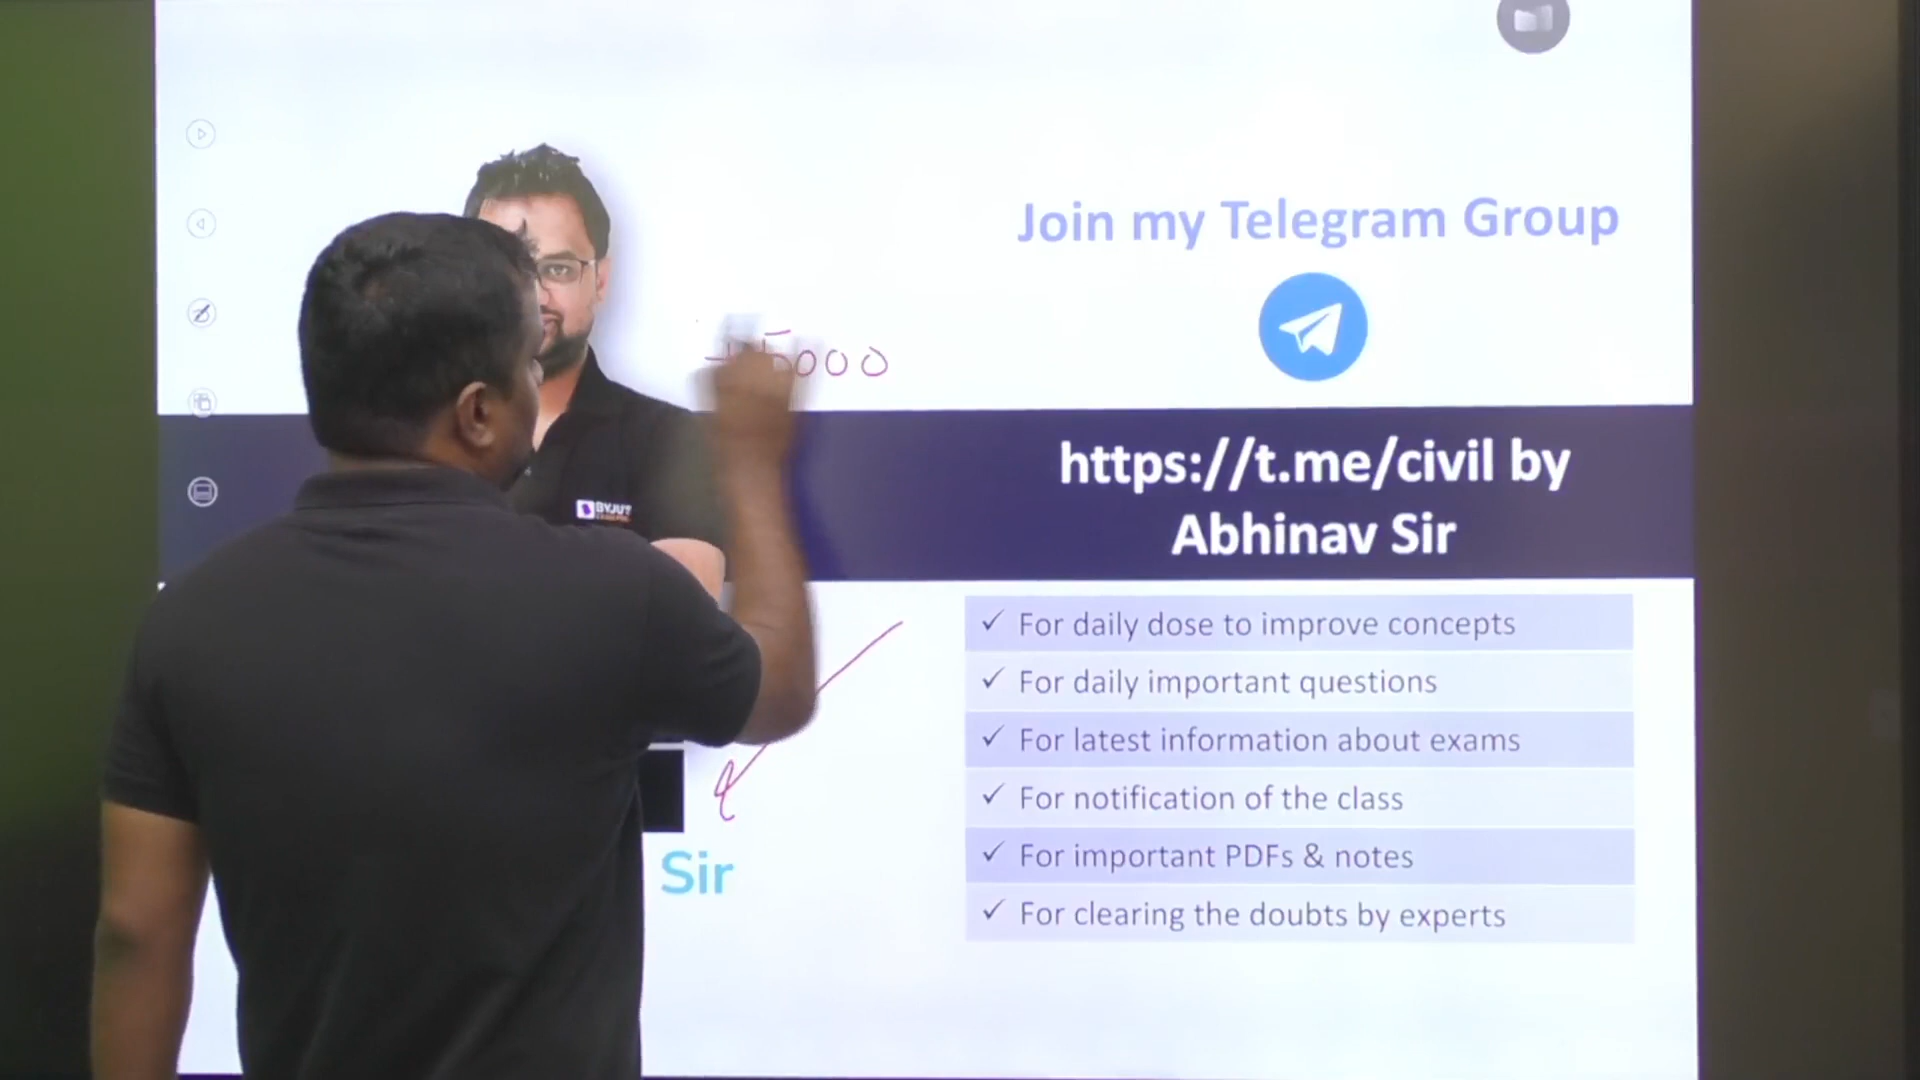 Join my Telegram Group
5000
https://t.me/civil by
Abhinav Sir
BYJU'
✓ For daily dose to improve concepts
✓ For daily important questions
✓ For latest information about exams
✓ For notification of the class
✓ For important PDFs & notes
✓ For clearing the doubts by experts
Sir